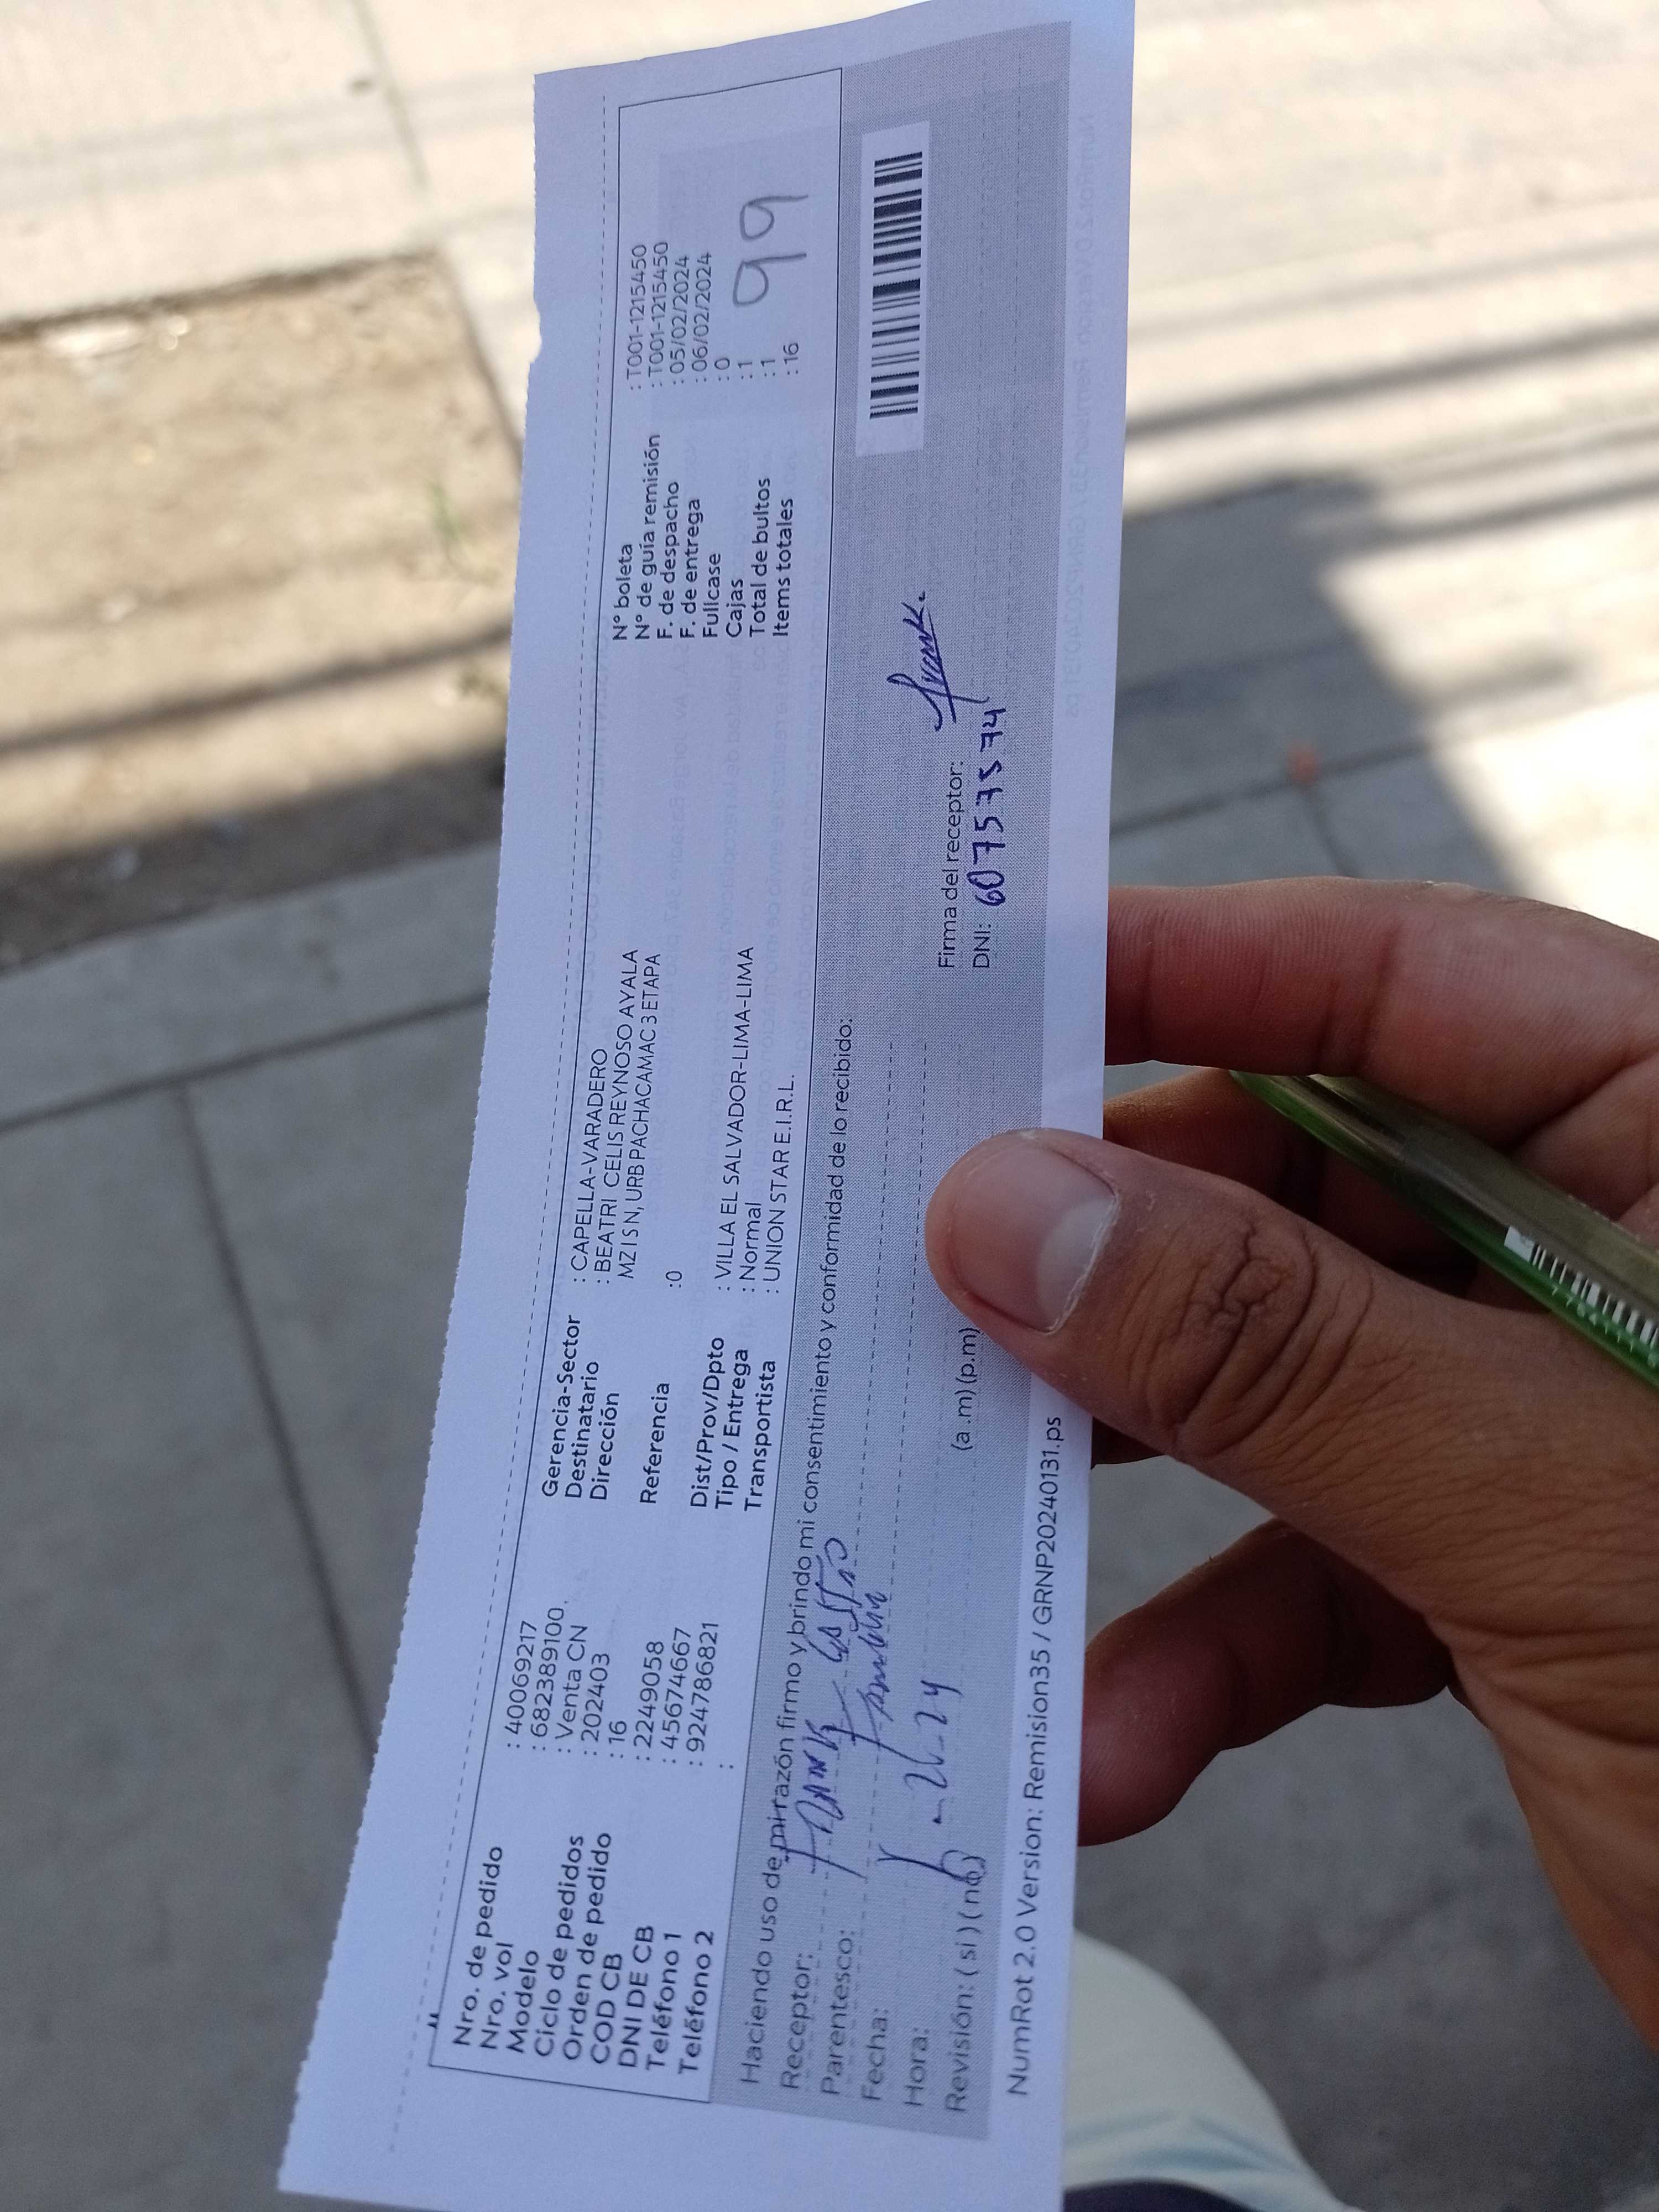 Nro. de pedido : 40069217
Nro. vol : 682389100
Modelo : Venta CN
Ciclo de pedidos : 202403
Orden de pedido : 16
COD CB : 2249058
DNI DE CB : 45674667
Teléfono 1 : 924786821
Teléfono 2 :
Gerencia-Sector : CAPELLA-VARADERO
Destinatario : BEATRI CELIS REYNOSO AYALA
Dirección MZ I S N, URB PACHACAMAC 3 ETAPA
Referencia :0
Dist/Prov/Dpto : VILLA EL SALVADOR-LIMA-LIMA
Tipo / Entrega : Normal
Transportista : UNION STAR E.I.R.L.
N° boleta : T001-1215450
N° de guía remisión : T001-1215450
F. de despacho : 05/02/2024
F. de entrega : 06/02/2024
Fullcase : 0
Cajas : 1
Total de bultos : 1
Items totales : 16
99
Haciendo uso de mi razón firmo y brindo mi consentimiento y conformidad de lo recibido:
Receptor: Frank Castro
Parentesco:
Fecha:
Hora: (a .m) (p.m)
Revisión: ( si ) ( no )
Firma del receptor: Frank.
DNI: 60753574
NumRot 2.0 Version: Remision35 / GRNP20240131.ps